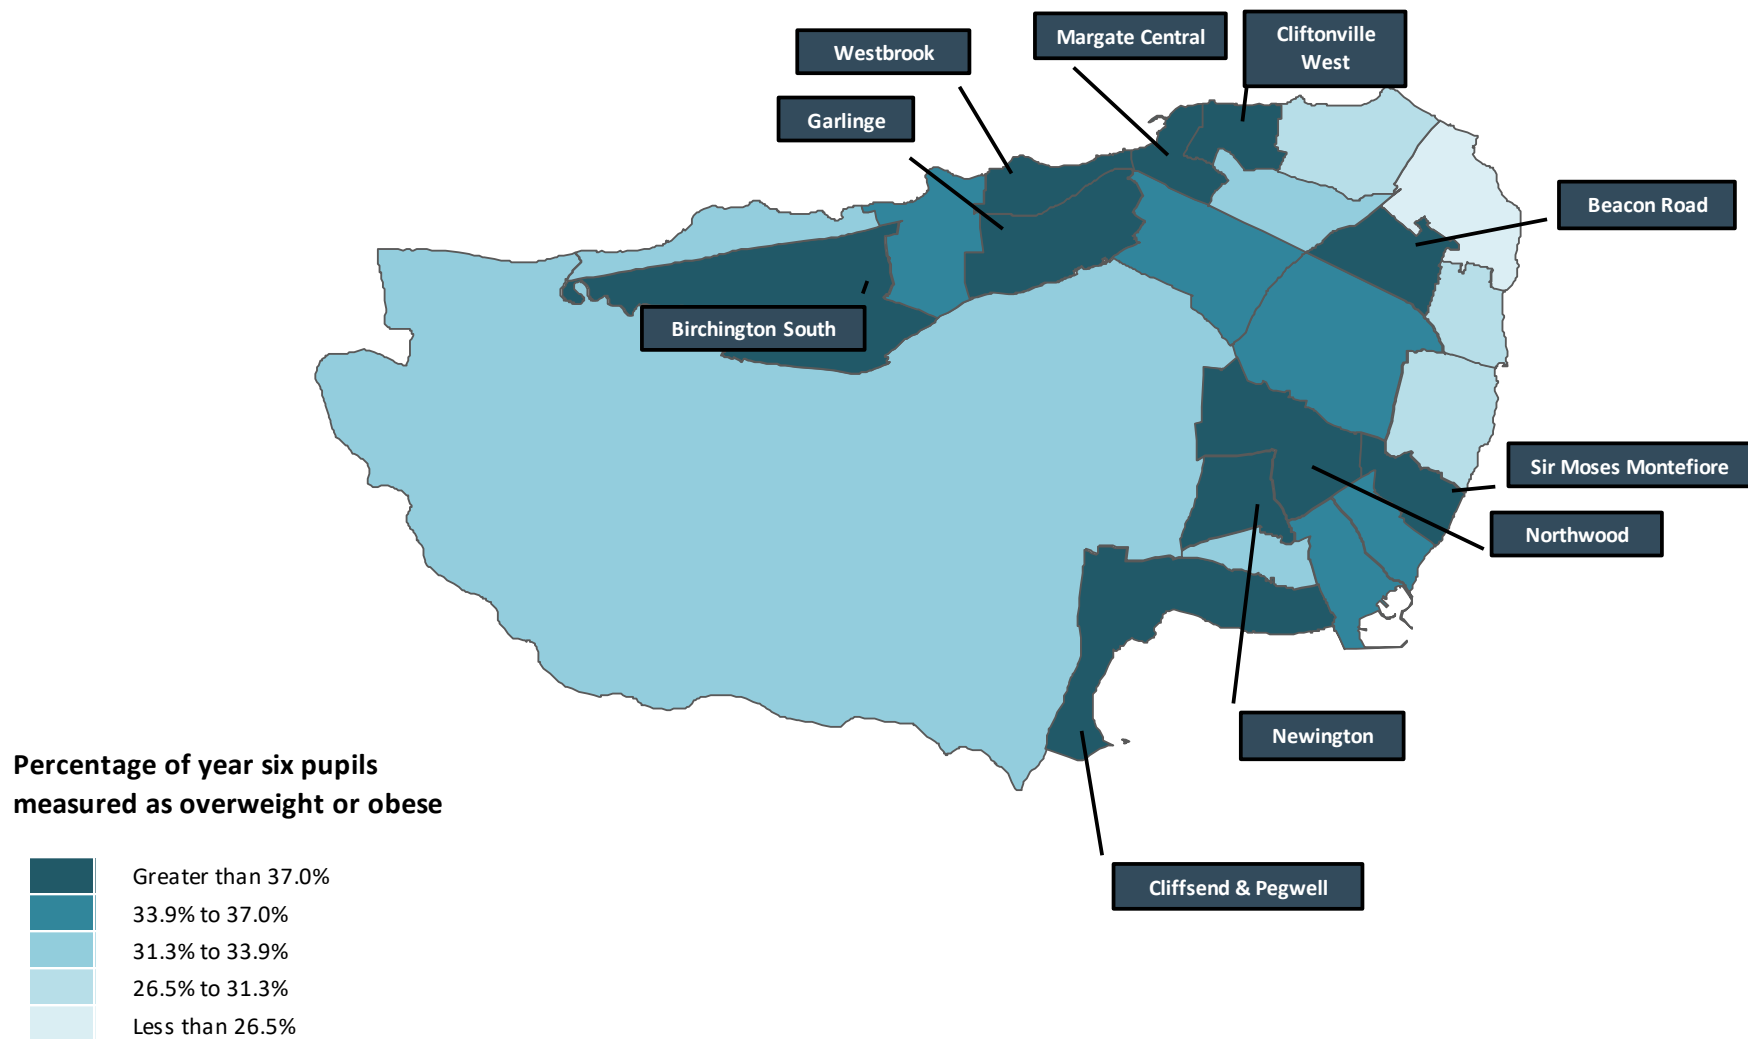 Margate Central
Cliftonville
West
Westbrook
Garlinge
Beacon Road
Birchington South
Sir Moses Montefiore
Northwood
Newington
Cliffsend & Pegwell
Percentage of year six pupils
measured as overweight or obese
Greater than 37.0%
33.9% to 37.0%
31.3% to 33.9%
26.5% to 31.3%
Less than 26.5%